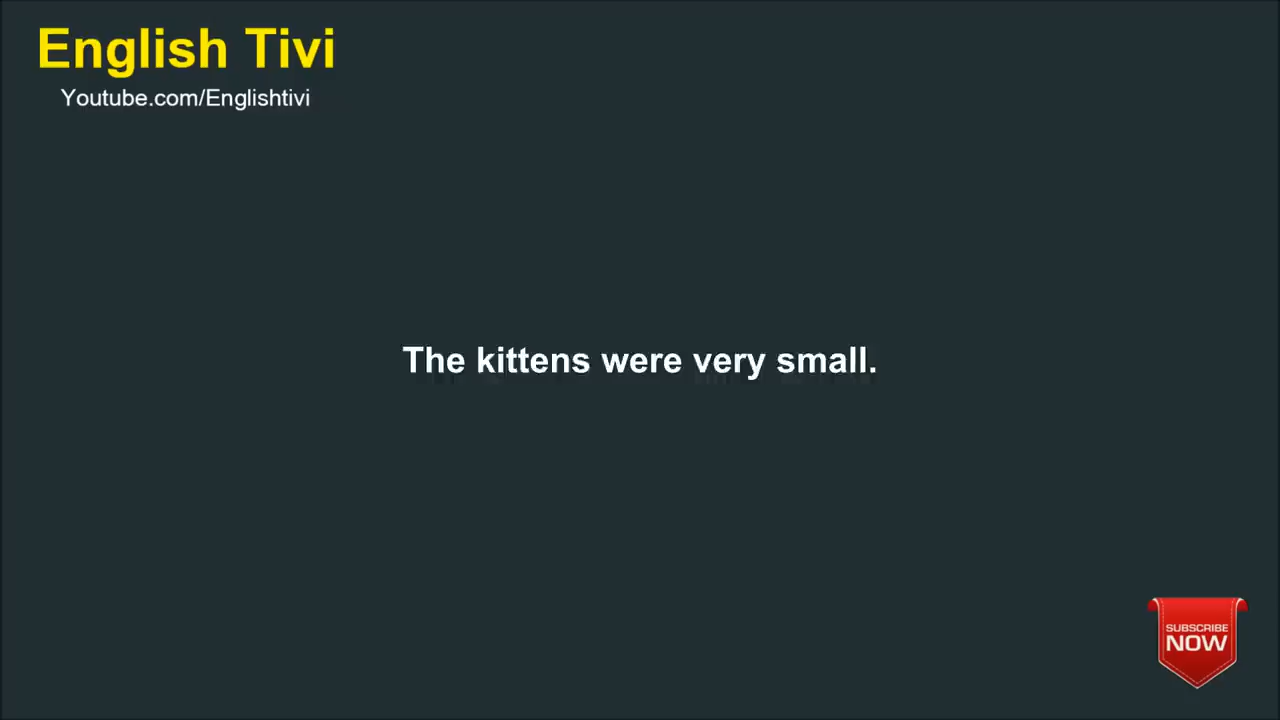 English Tivi
Youtube.com/Englishtivi
The kittens were very small.
SUBSCRIBE
NOW